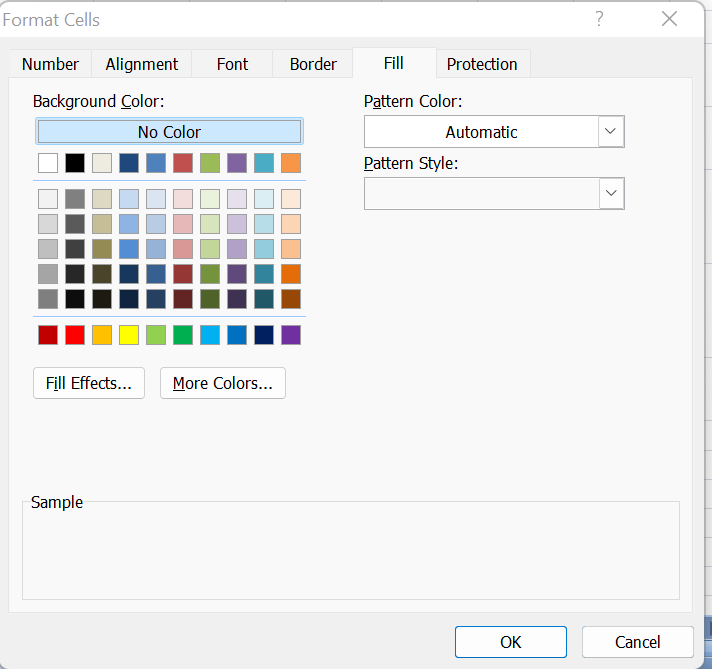 Format Cells ?
Number Alignment Font Border Fill Protection
Background Color:
No Color
Pattern Color:
Automatic
Pattern Style:
Fill Effects...
More Colors...
Sample
OK Cancel